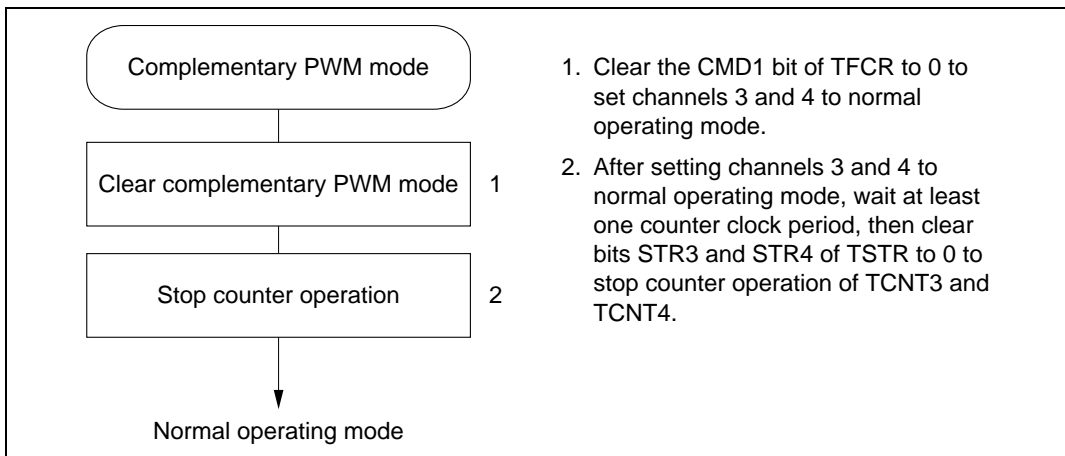 Complementary PWM mode
Clear complementary PWM mode 1
Stop counter operation 2
Normal operating mode
1. Clear the CMD1 bit of TFCR to 0 to
set channels 3 and 4 to normal
operating mode.
2. After setting channels 3 and 4 to
normal operating mode, wait at least
one counter clock period, then clear
bits STR3 and STR4 of TSTR to 0 to
stop counter operation of TCNT3 and
TCNT4.